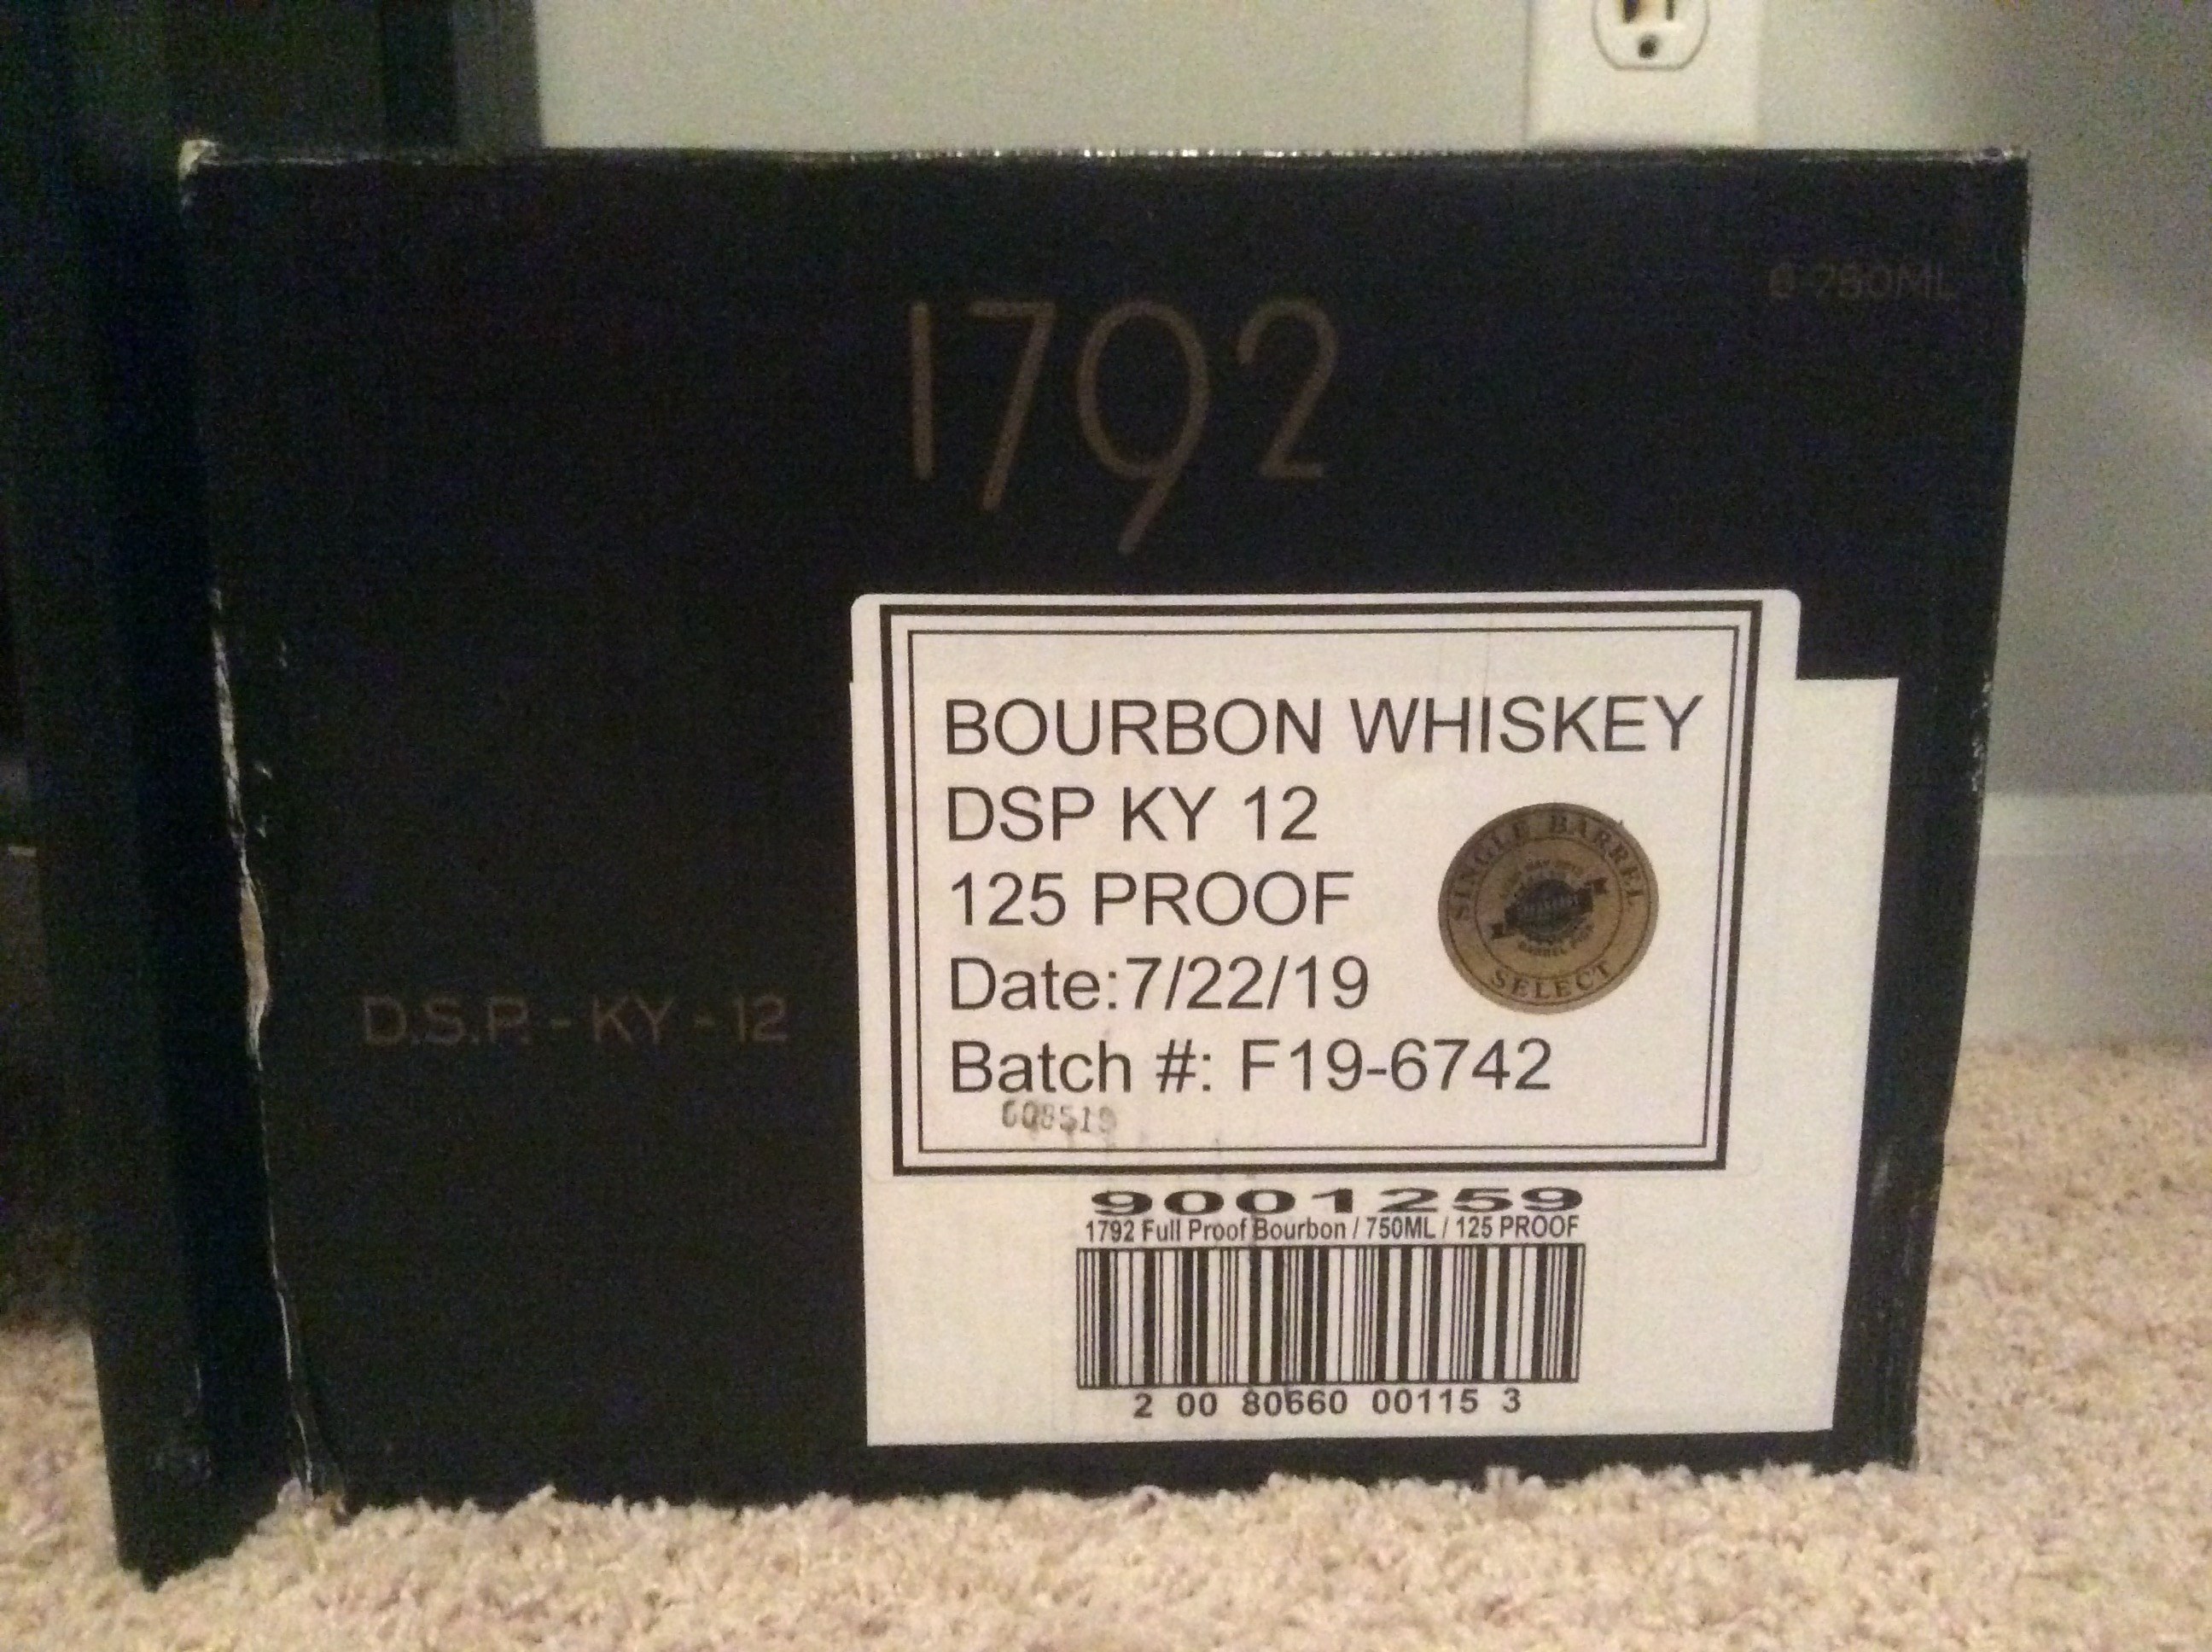 1792
6 750ML
BOURBON WHISKEY
DSP KY 12
125 PROOF
Date:7/22/19
Batch #: F19-6742
SINGLE BARREL
SELECT
D.S.P.-KY-12
9001259
1792 Full Proof Bourbon / 750ML / 125 PROOF
2 00 80660 00115 3